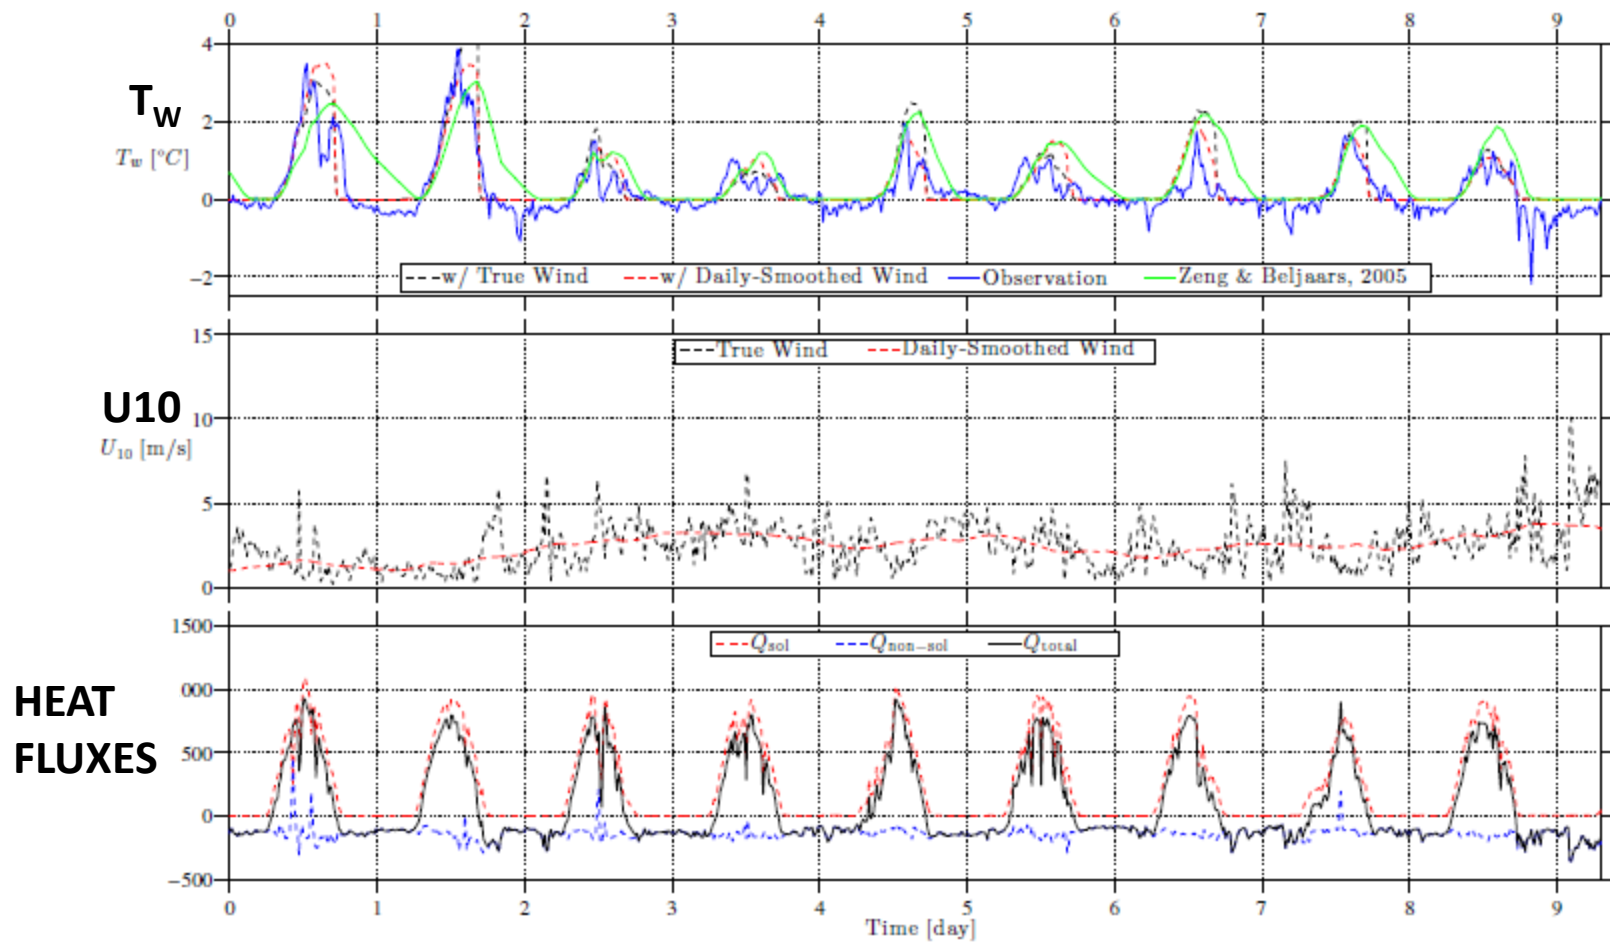 0 1 2 3 4 5 6 7 8 9
T_W
T_w [°C]
4
2
0
−2
w/ True Wind w/ Daily-Smoothed Wind Observation Zeng & Beljaars, 2005
U10
U_10 [m/s]
15
10
5
0
True Wind Daily-Smoothed Wind
HEAT
FLUXES
1500
000
500
0
−500
Q_sol Q_non−sol Q_total
0 1 2 3 4 5 6 7 8 9
Time [day]